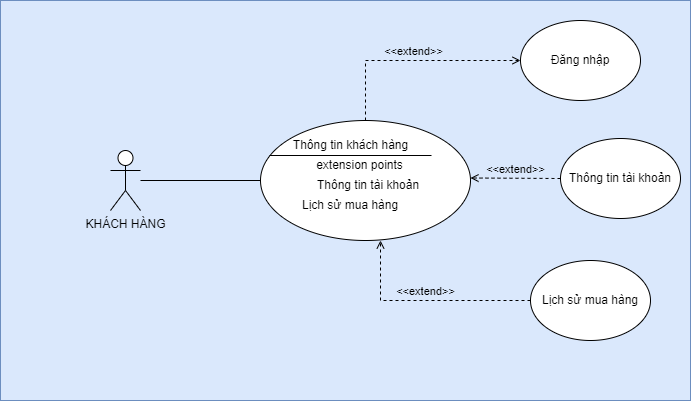 <<extend>>
Đăng nhập
Thông tin khách hàng
extension points
Thông tin tài khoản
Lịch sử mua hàng
<<extend>>
Thông tin tài khoản
KHÁCH HÀNG
<<extend>>
Lịch sử mua hàng